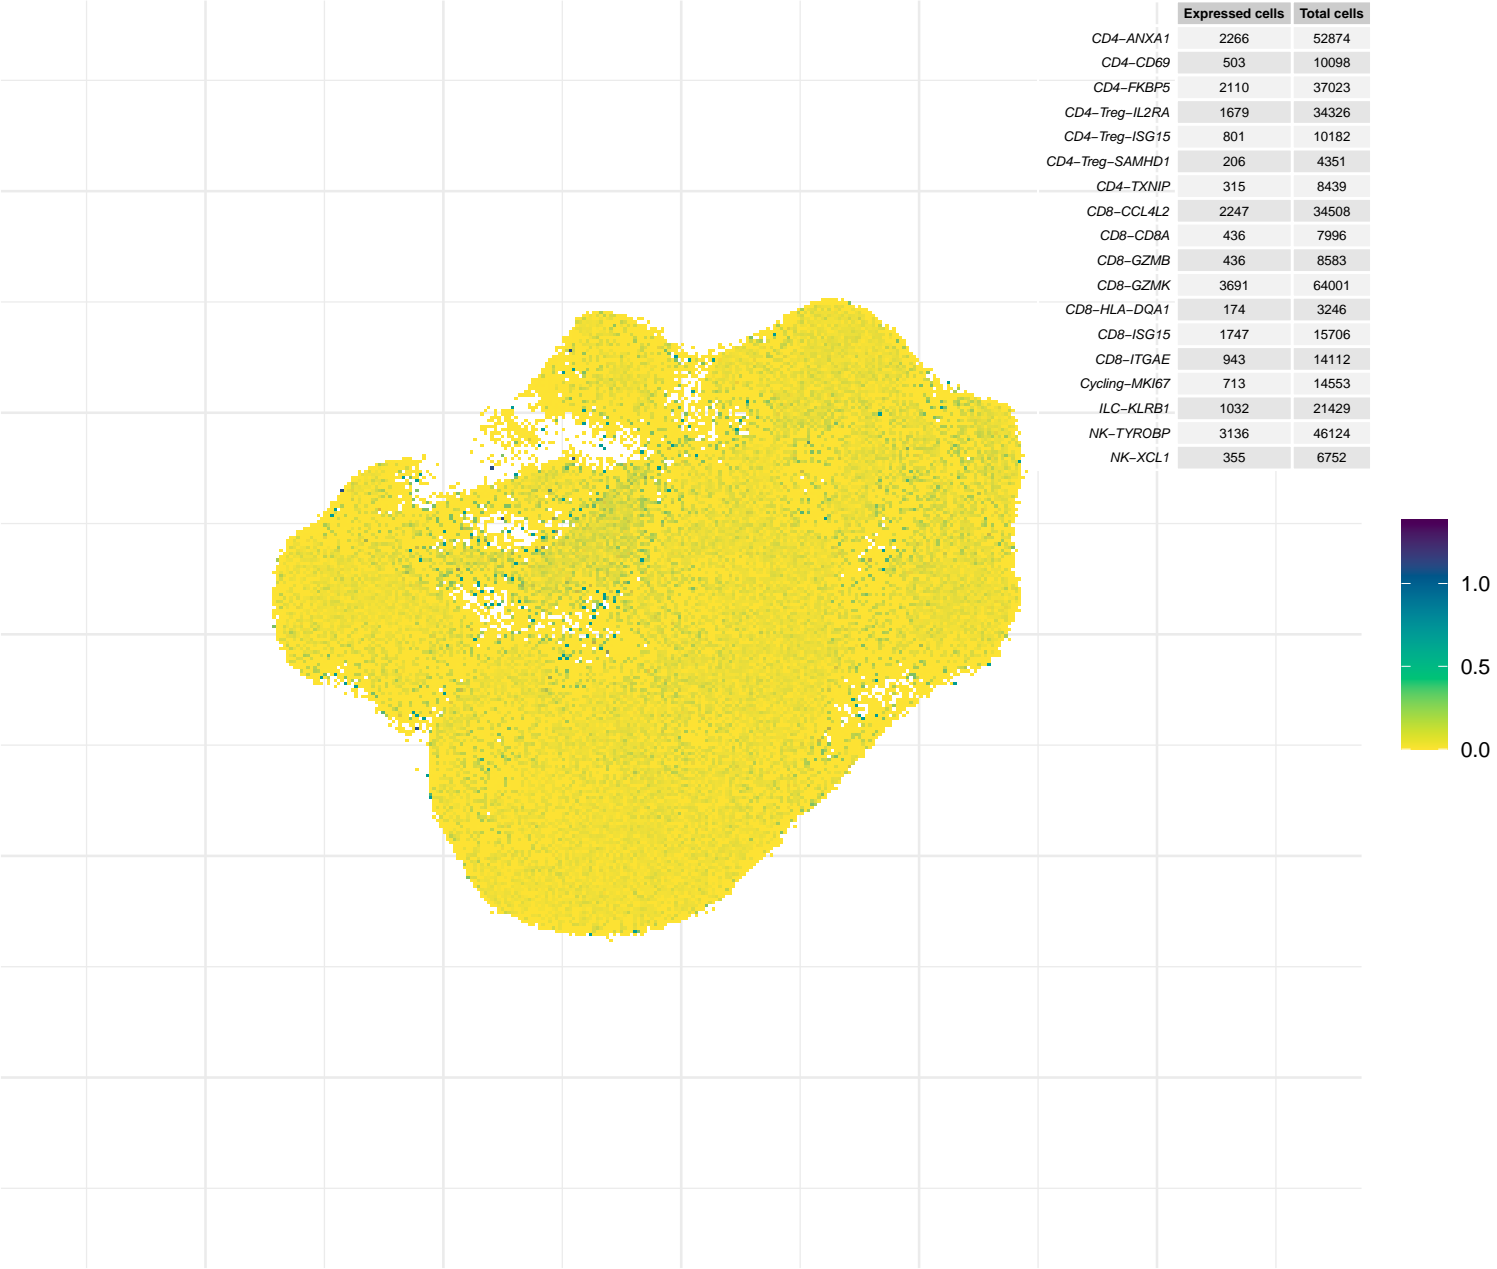 Expressed cells Total cells
CD4−ANXA1 2266 52874
CD4−CD69 503 10098
CD4−FKBP5 2110 37023
CD4−Treg−IL2RA 1679 34326
CD4−Treg−ISG15 801 10182
CD4−Treg−SAMHD1 206 4351
CD4−TXNIP 315 8439
CD8−CCL4L2 2247 34508
CD8−CD8A 436 7996
CD8−GZMB 436 8583
CD8−GZMK 3691 64001
CD8−HLA−DQA1 174 3246
CD8−ISG15 1747 15706
CD8−ITGAE 943 14112
Cycling−MKI67 713 14553
ILC−KLRB1 1032 21429
NK−TYROBP 3136 46124
NK−XCL1 355 6752
1.0
0.5
0.0